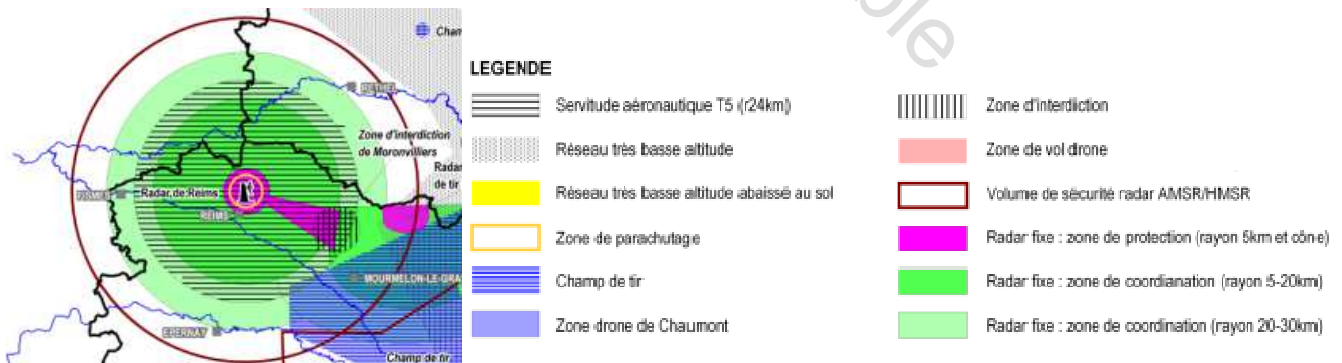 ble
Cham
RETHEL
Zone d'interdiction
de Moronvilliers
Radar
de tir
FISMES
Radar de Reims
REIMS
MOURMELON-LE-GRA
EPERNAY
Champ de tir
LEGENDE
Servitude aéronautique T5 (r24km)
Réseau très basse altitude
Réseau très basse altitude abaissé au sol
Zone de parachutage
Champ de tir
Zone drone de Chaumont
Zone d'interdiction
Zone de vol drone
Volume de sécurité radar AMSR/HMSR
Radar fixe : zone de protection (rayon 5km et cône)
Radar fixe : zone de coordianation (rayon 5-20km)
Radar fixe : zone de coordination (rayon 20-30km)